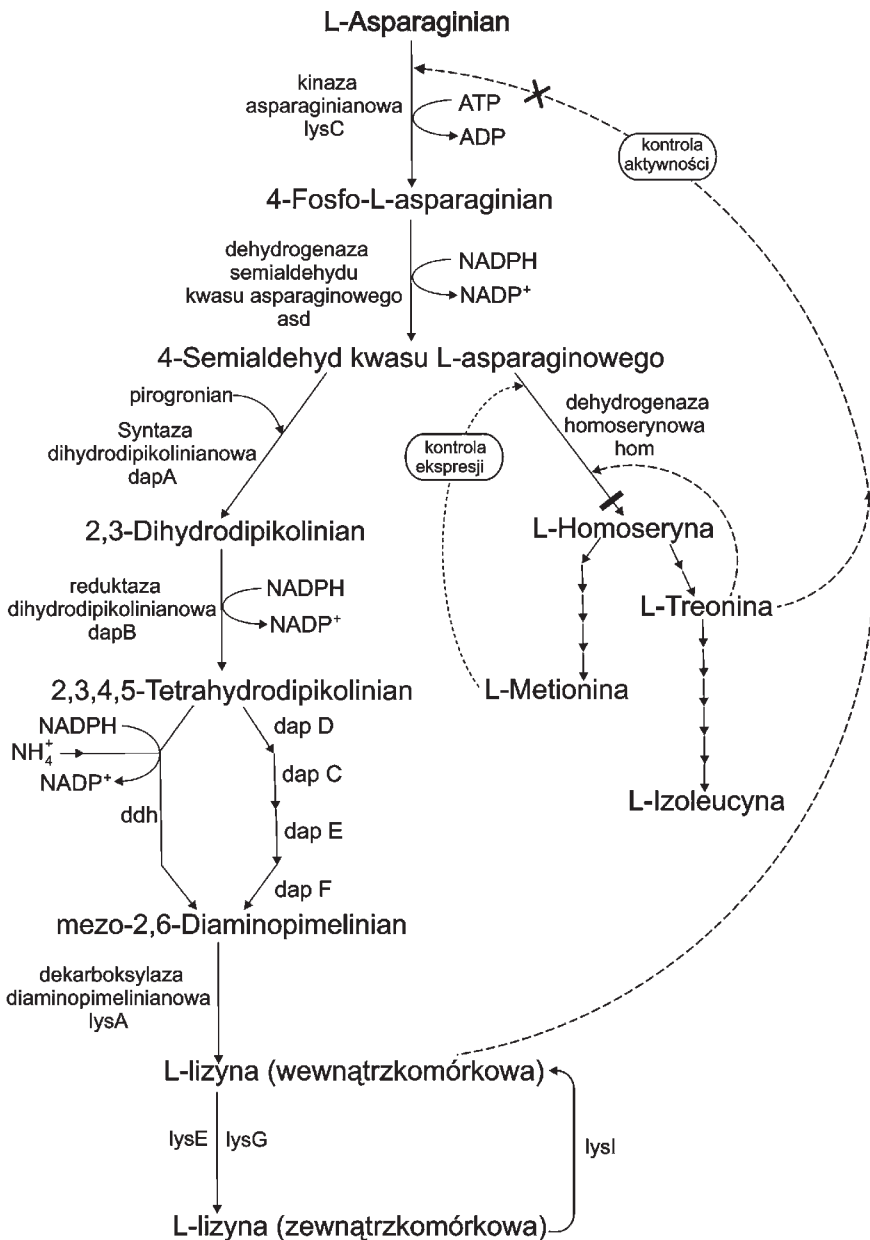 L-Asparaginian
kinaza
asparaginianowa
lysC
ATP
ADP
kontrola
aktywności
4-Fosfo-L-asparaginian
dehydrogenaza
semialdehydu
kwasu asparaginowego
asd
NADPH
NADP⁺
4-Semialdehyd kwasu L-asparaginowego
pirogronian
Syntaza
dihydrodipikolinianowa
dapA
kontrola
ekspresji
dehydrogenaza
homoserynowa
hom
2,3-Dihydrodipikolinian
L-Homoseryna
reduktaza
dihydrodipikolinianowa
dapB
NADPH
NADP⁺
L-Treonina
2,3,4,5-Tetrahydrodipikolinian
L-Metionina
NADPH
NH₄⁺
NADP⁺
ddh
dap D
dap C
dap E
dap F
L-Izoleucyna
mezo-2,6-Diaminopimelinian
dekarboksylaza
diaminopimelinianowa
lysA
L-lizyna (wewnątrzkomórkowa)
lysE
lysG
lysI
L-lizyna (zewnątrzkomórkowa)